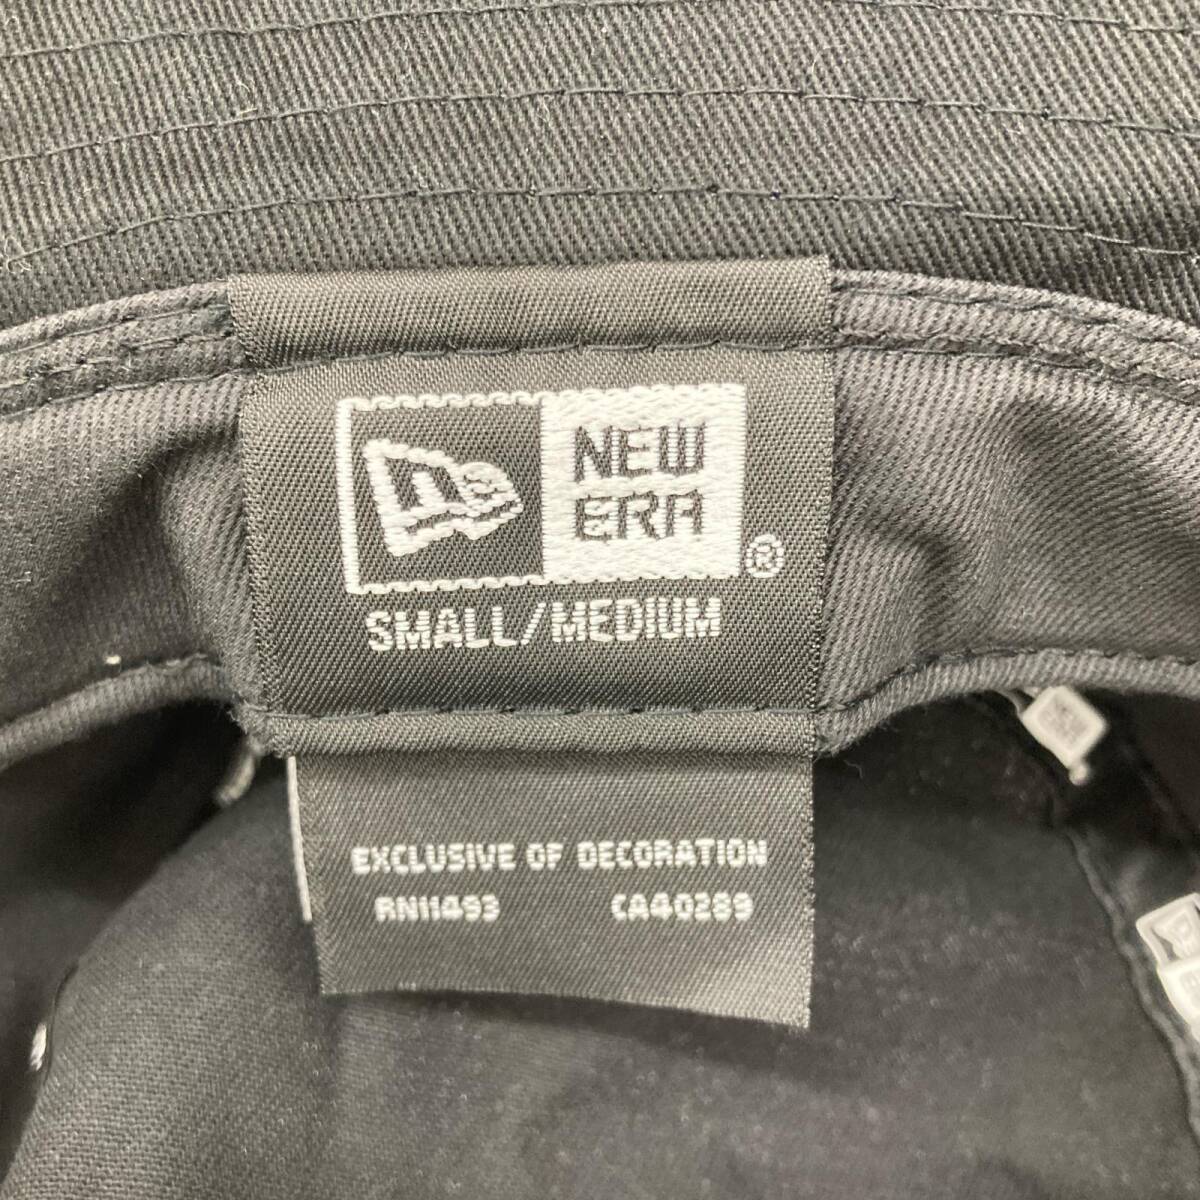 NEW
ERA
®
SMALL/MEDIUM
EXCLUSIVE OF DECORATION
RN11493 CA40289